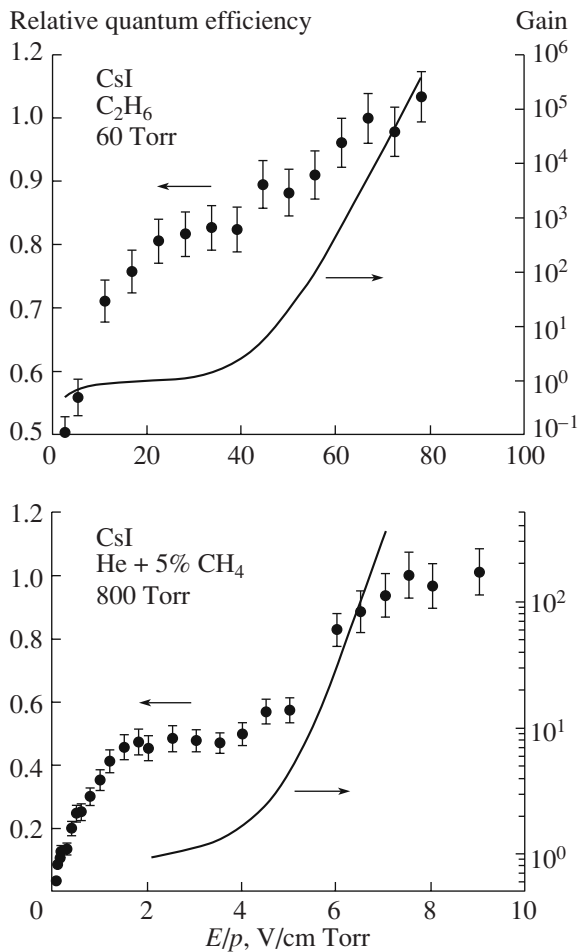 Relative quantum efficiency Gain
1.2
1.0
0.9
0.8
0.7
0.6
0.5
CsI
C2H6
60 Torr
10^6
10^5
10^4
10^3
10^2
10^1
10^0
10^−1
0 20 40 60 80 100
1.2
1.0
0.8
0.6
0.4
0.2
CsI
He + 5% CH4
800 Torr
10^2
10^1
10^0
0 2 4 6 8 10
E/p, V/cm Torr